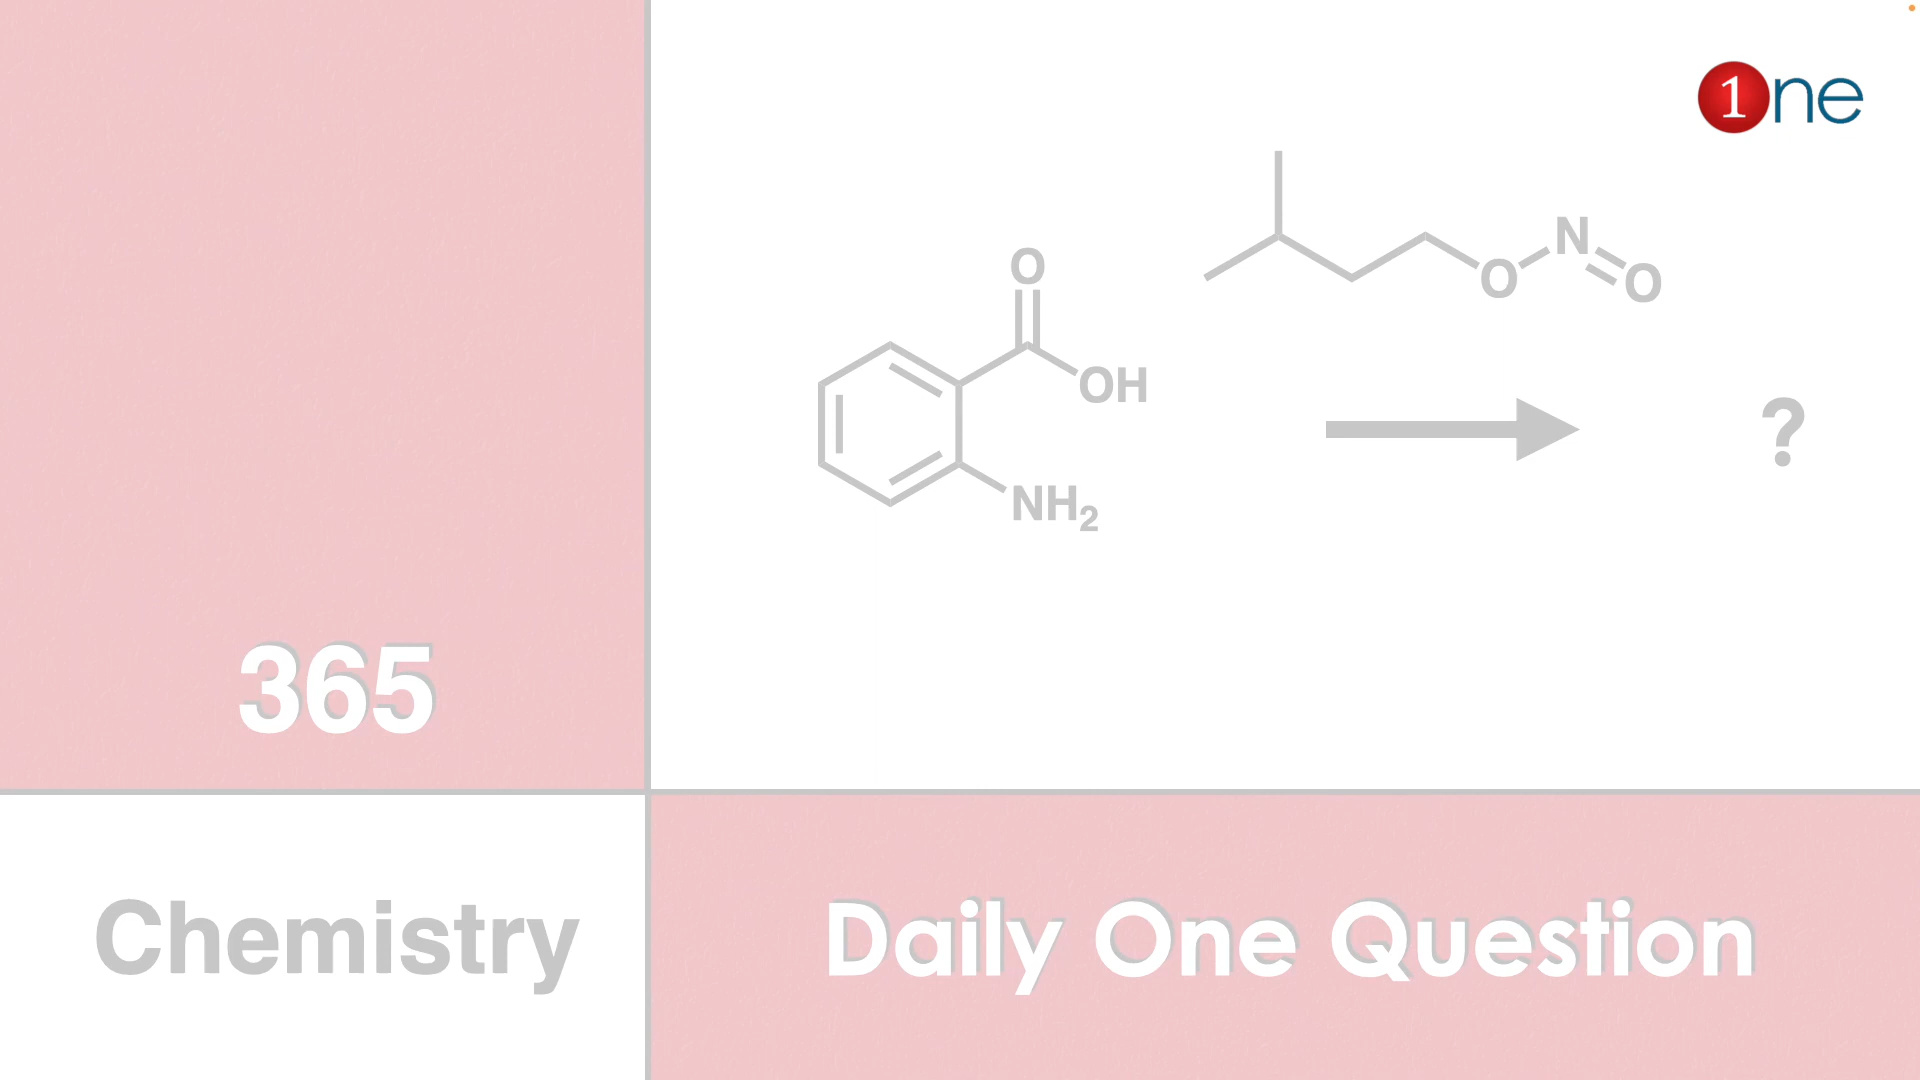 1ne
O
N
O
O
OH
?
NH2
365
Chemistry
Daily One Question